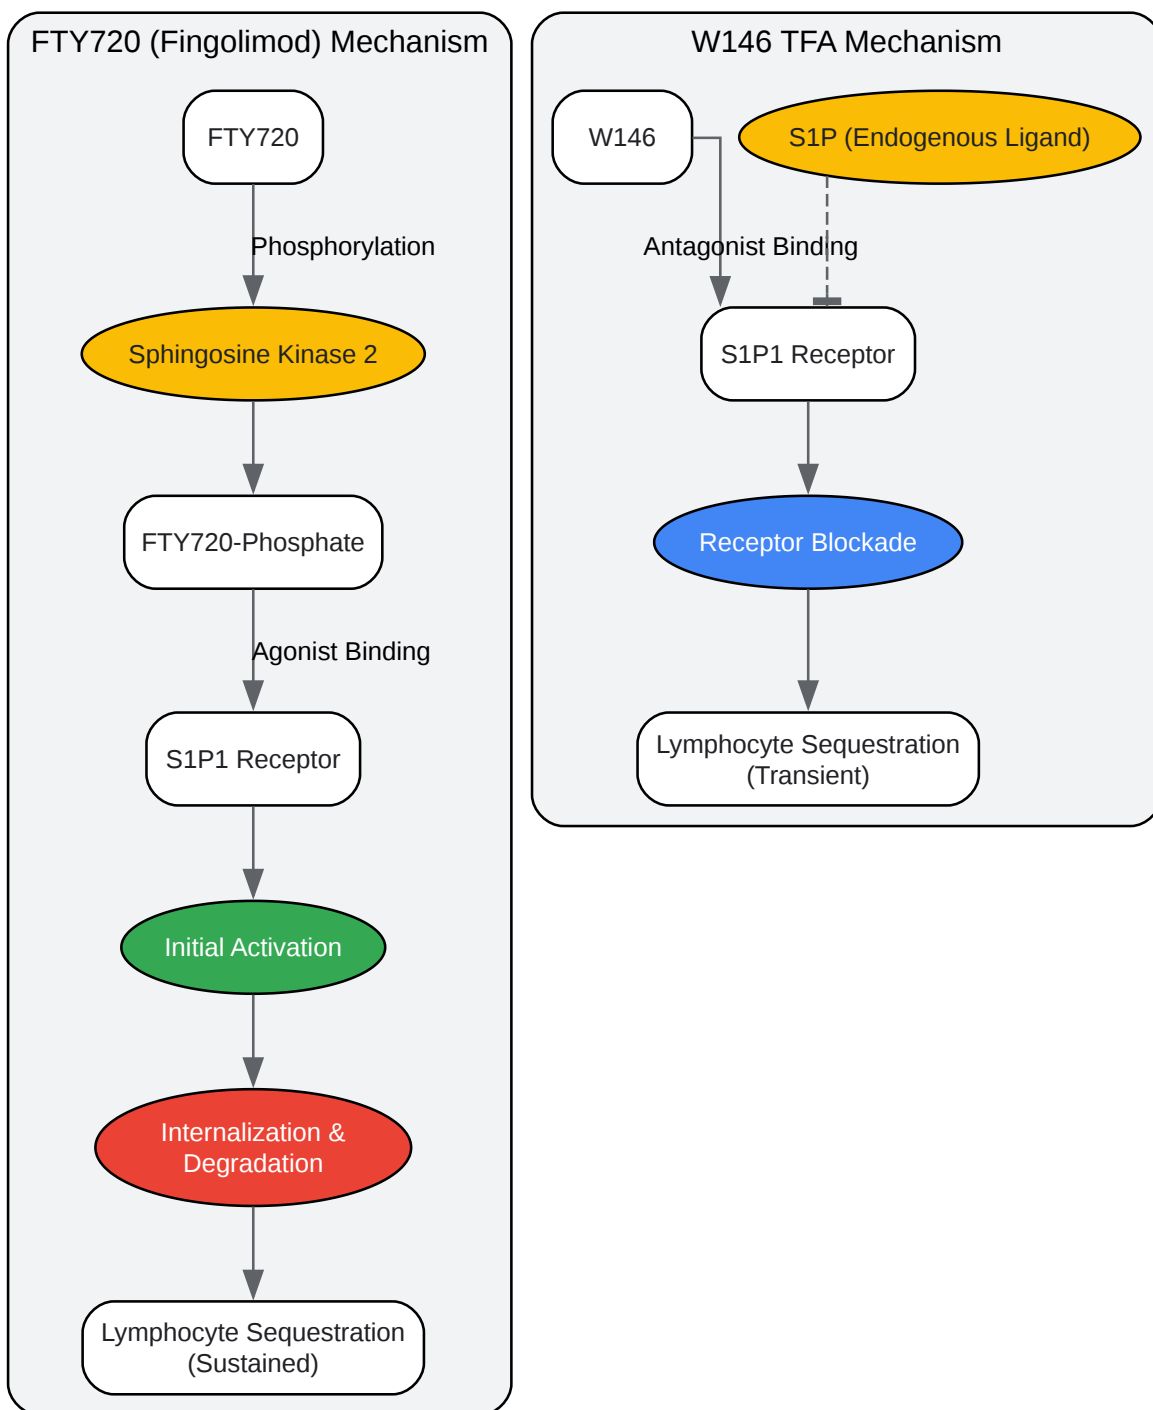 FTY720 (Fingolimod) Mechanism
FTY720
Phosphorylation
Sphingosine Kinase 2
FTY720-Phosphate
Agonist Binding
S1P1 Receptor
Initial Activation
Internalization &
Degradation
Lymphocyte Sequestration
(Sustained)
W146 TFA Mechanism
W146
S1P (Endogenous Ligand)
Antagonist Binding
S1P1 Receptor
Receptor Blockade
Lymphocyte Sequestration
(Transient)